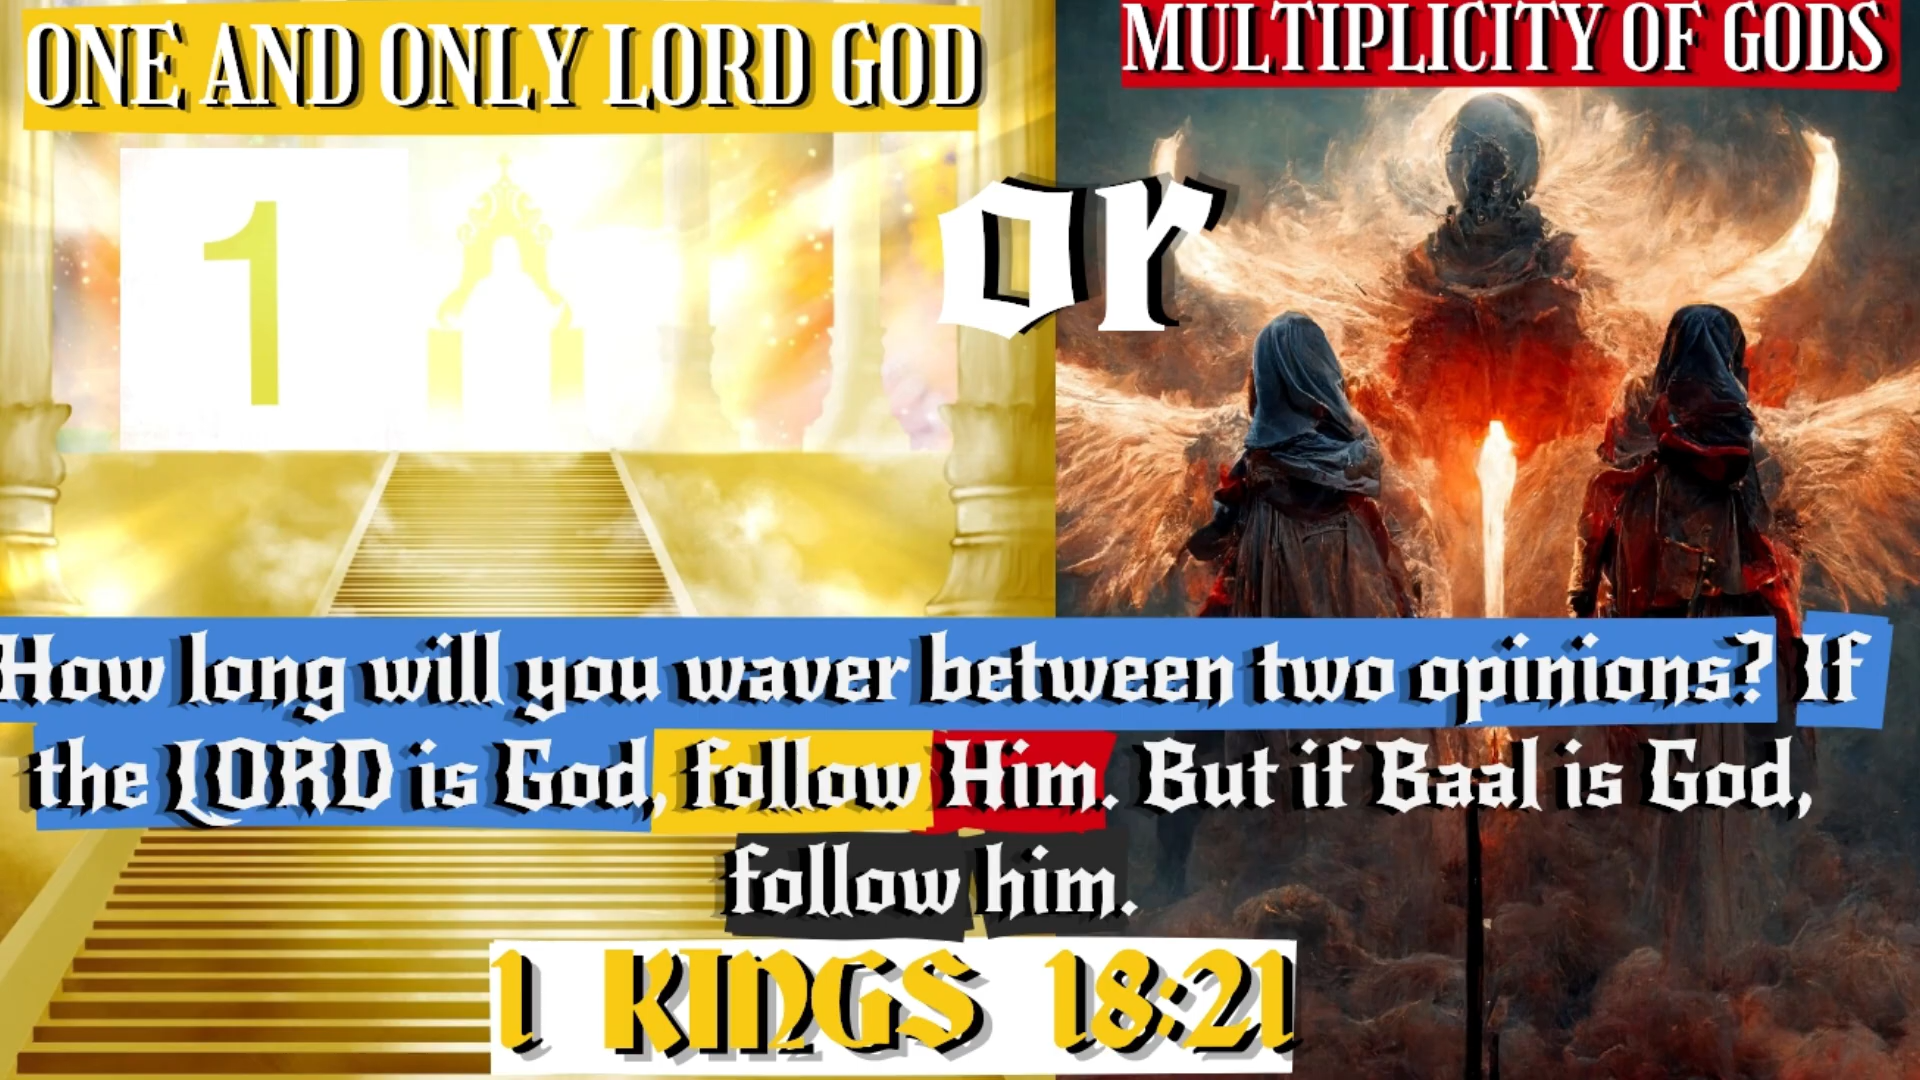 ONE AND ONLY LORD GOD
MULTIPLICITY OF GODS
1
or
How long will you waver between two opinions? If
the LORD is God, follow Him. But if Baal is God,
follow him.
1 KINGS 18:21